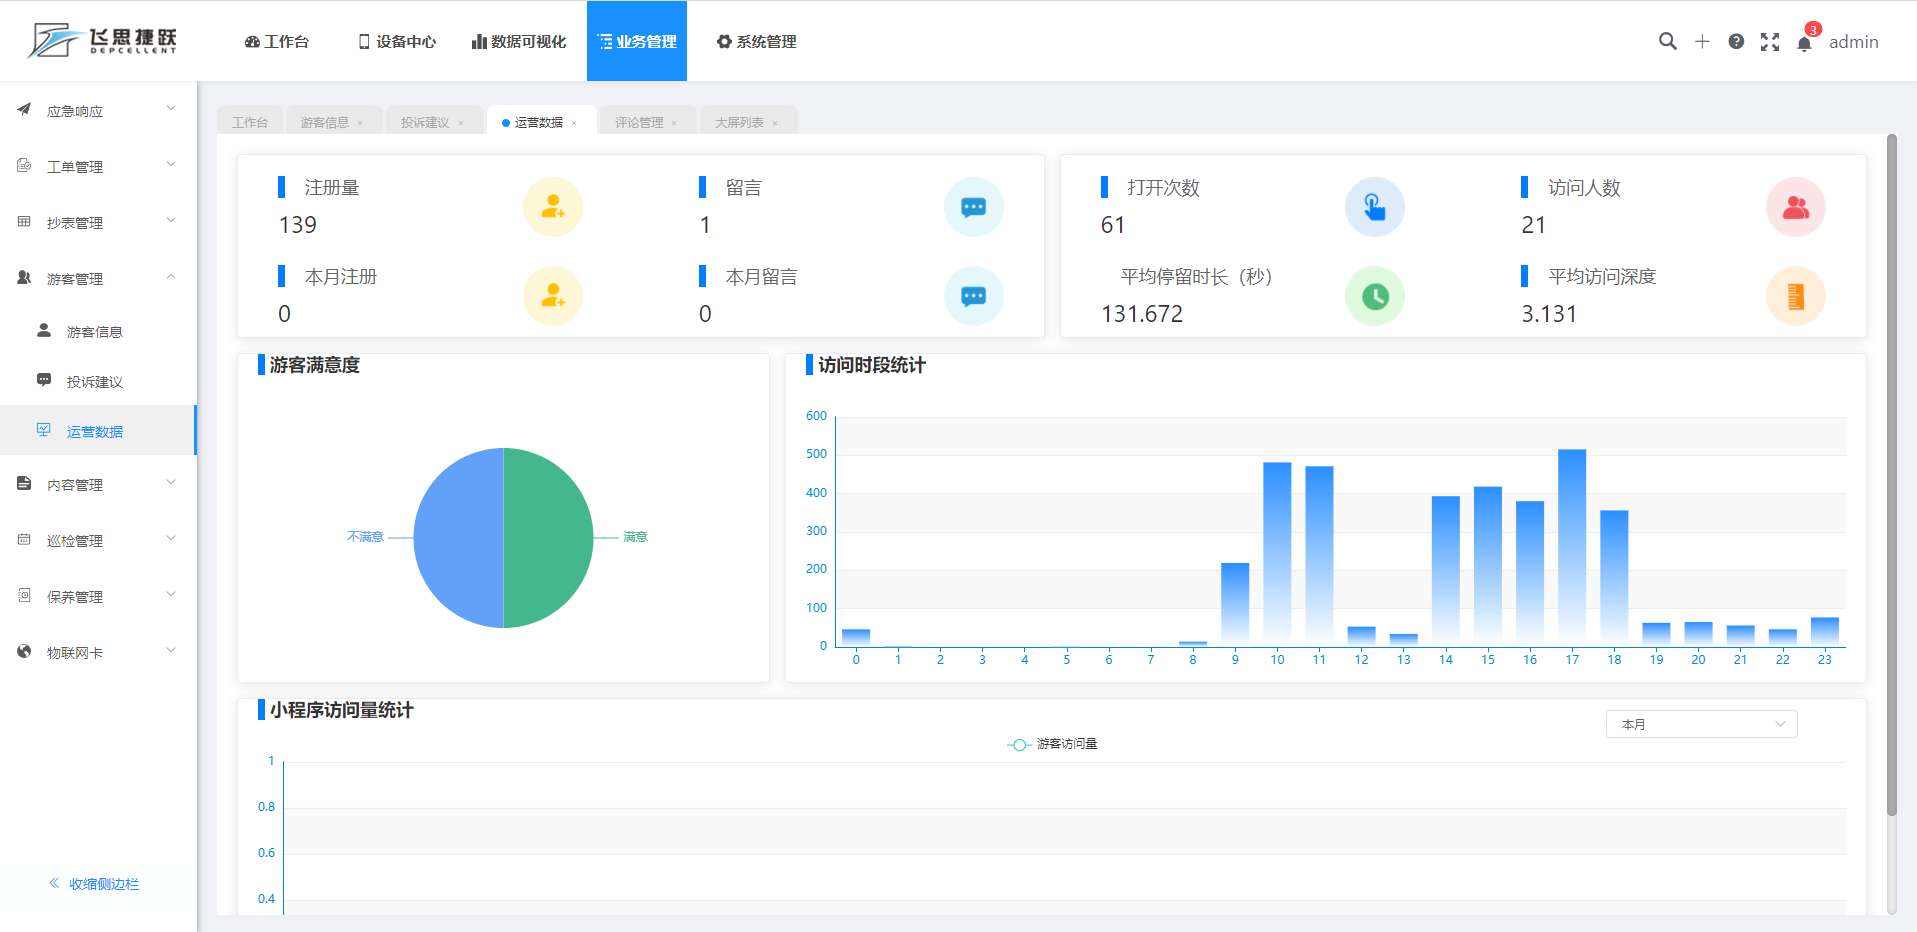 飞思捷跃
DEPCELLENT
工作台
设备中心
数据可视化
业务管理
系统管理
3
admin
应急响应
工单管理
抄表管理
游客管理
游客信息
投诉建议
运营数据
内容管理
巡检管理
保养管理
物联网卡
收缩侧边栏
工作台
游客信息 ×
投诉建议 ×
运营数据 ×
评论管理 ×
大屏列表 ×
注册量
139
留言
1
本月注册
0
本月留言
0
打开次数
61
访问人数
21
平均停留时长（秒）
131.672
平均访问深度
3.131
游客满意度
不满意
满意
访问时段统计
600
500
400
300
200
100
0
0 1 2 3 4 5 6 7 8 9 10 11 12 13 14 15 16 17 18 19 20 21 22 23
小程序访问量统计
本月
游客访问量
1
0.8
0.6
0.4